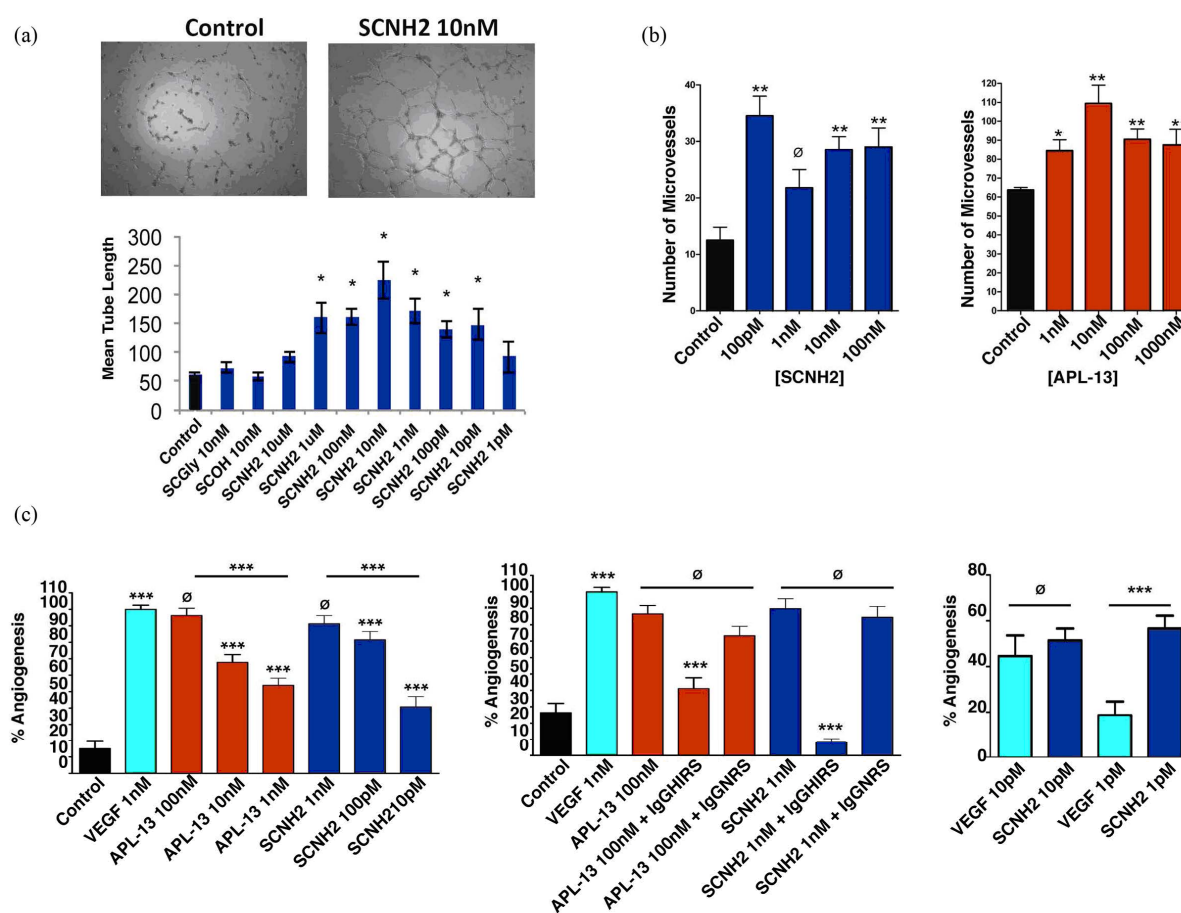 (a)
Control
SCNH2 10nM
Mean Tube Length
300
250
200
150
100
50
0
*
*
*
*
*
*
Control
SCGly 10nM
SCOH 10nM
SCNH2 10uM
SCNH2 1uM
SCNH2 100nM
SCNH2 10nM
SCNH2 1nM
SCNH2 100pM
SCNH2 10pM
SCNH2 1pM
(b)
Number of Microvessels
40
30
20
10
0
**
ø
**
**
Control
100pM
1nM
10nM
100nM
[SCNH2]
Number of Microvessels
120
110
100
90
80
70
60
50
40
30
20
10
0
*
**
**
*
Control
1nM
10nM
100nM
1000nM
[APL-13]
(c)
% Angiogenesis
100
90
80
70
60
50
40
30
20
10
0
***
ø
***
***
***
ø
***
***
***
Control
VEGF 1nM
APL-13 100nM
APL-13 10nM
APL-13 1nM
SCNH2 1nM
SCNH2 100pM
SCNH2 10pM
% Angiogenesis
100
90
80
70
60
50
40
30
20
10
0
***
ø
***
ø
***
Control
VEGF 1nM
APL-13 100nM
APL-13 100nM + IgGHIRS
APL-13 100nM + IgGNRS
SCNH2 1nM
SCNH2 1nM + IgGHIRS
SCNH2 1nM + IgGNRS
% Angiogenesis
80
60
40
20
0
ø
***
VEGF 10pM
SCNH2 10pM
VEGF 1pM
SCNH2 1pM